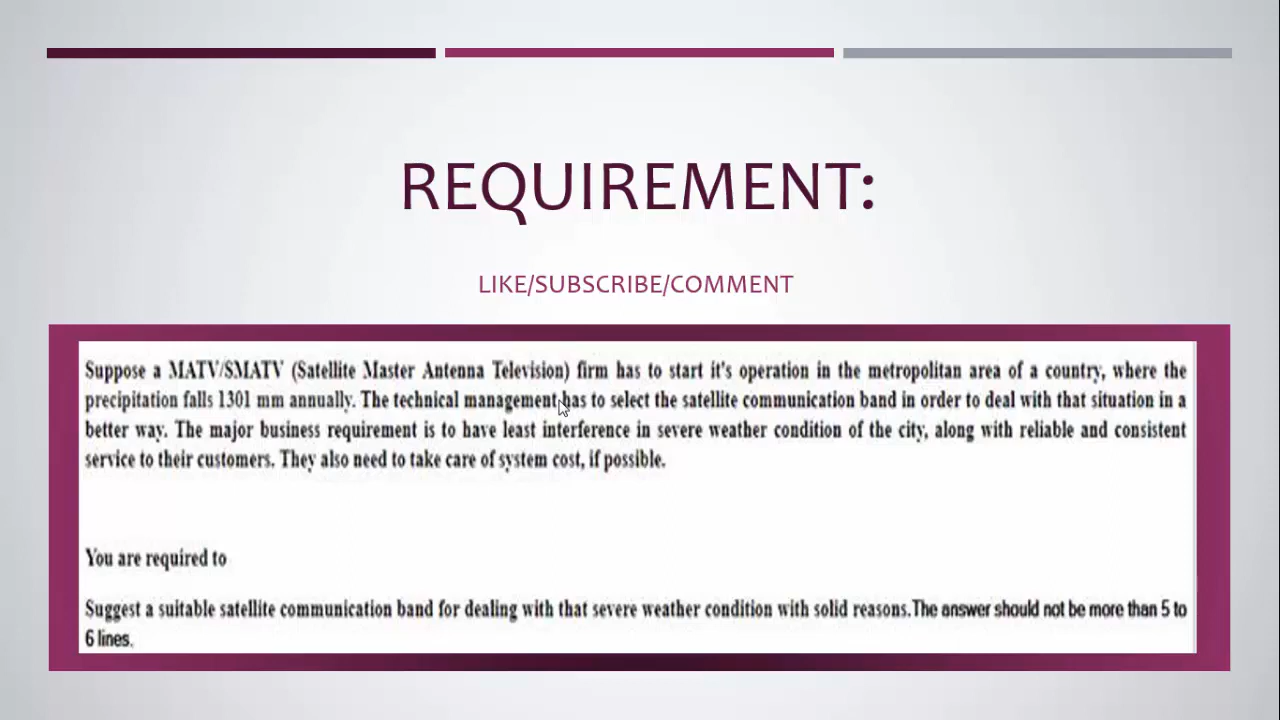 REQUIREMENT:
LIKE/SUBSCRIBE/COMMENT
Suppose a MATV/SMATV (Satellite Master Antenna Television) firm has to start it's operation in the metropolitan area of a country, where the
precipitation falls 1301 mm annually. The technical management has to select the satellite communication band in order to deal with that situation in a
better way. The major business requirement is to have least interference in severe weather condition of the city, along with reliable and consistent
service to their customers. They also need to take care of system cost, if possible.
You are required to
Suggest a suitable satellite communication band for dealing with that severe weather condition with solid reasons.The answer should not be more than 5 to
6 lines.